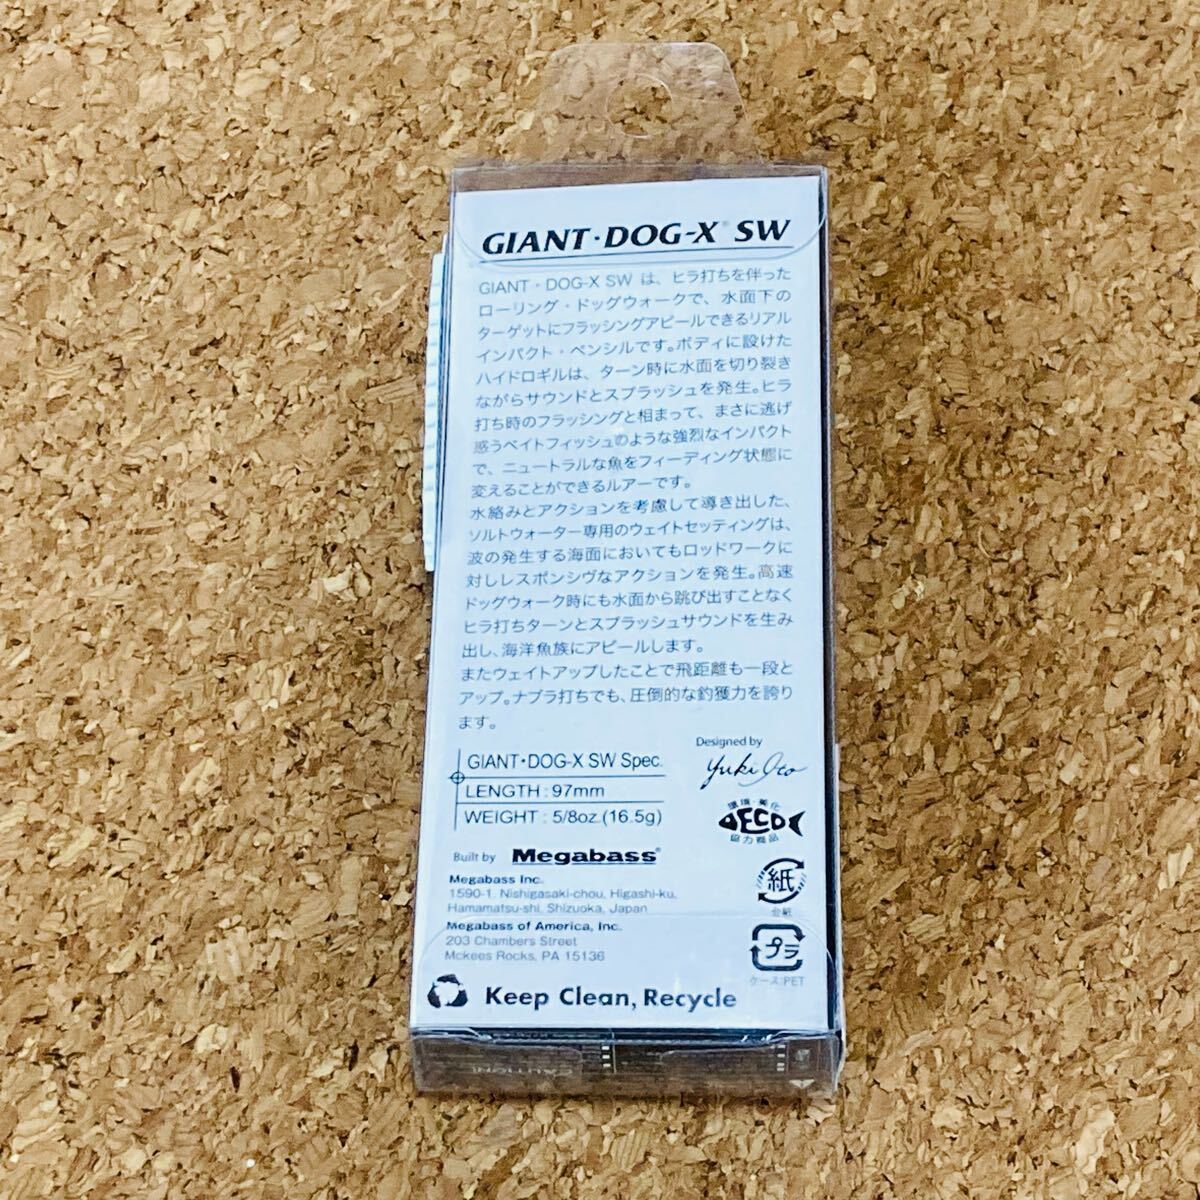 GIANT・DOG-X® SW
GIANT・DOG-X SW は、ヒラ打ちを伴った
ローリング・ドッグウォークで、水面下の
ターゲットにフラッシングアピールできるリアル
インパクト・ペンシルです。ボディに設けた
ハイドロギルは、ターン時に水面を切り裂き
ながらサウンドとスプラッシュを発生。ヒラ
打ち時のフラッシングと相まって、まさに逃げ
惑うベイトフィッシュのような強烈なインパクト
で、ニュートラルな魚をフィーディング状態に
変えることができるルアーです。
水絡みとアクションを考慮して導き出した、
ソルトウォーター専用のウェイトセッティングは、
波の発生する海面においてもロッドワークに
対しレスポンシヴなアクションを発生。高速
ドッグウォーク時にも水面から跳び出すことなく
ヒラ打ちターンとスプラッシュサウンドを生み
出し、海洋魚族にアピールします。
またウェイトアップしたことで飛距離も一段と
アップ。ナブラ打ちでも、圧倒的な釣獲力を誇り
ます。
GIANT・DOG-X SW Spec.
LENGTH : 97mm
WEIGHT : 5/8oz.(16.5g)
Designed by
Yuki Ito
環境・美化
ECO
協力商品
Built by Megabass®
Megabass Inc.
1590-1, Nishigasaki-chou, Higashi-ku,
Hamamatsu-shi, Shizuoka, Japan
Megabass of America, Inc.
203 Chambers Street
Mckees Rocks, PA 15136
紙
台紙
プラ
ケース:PET
Keep Clean, Recycle
CAUTION!